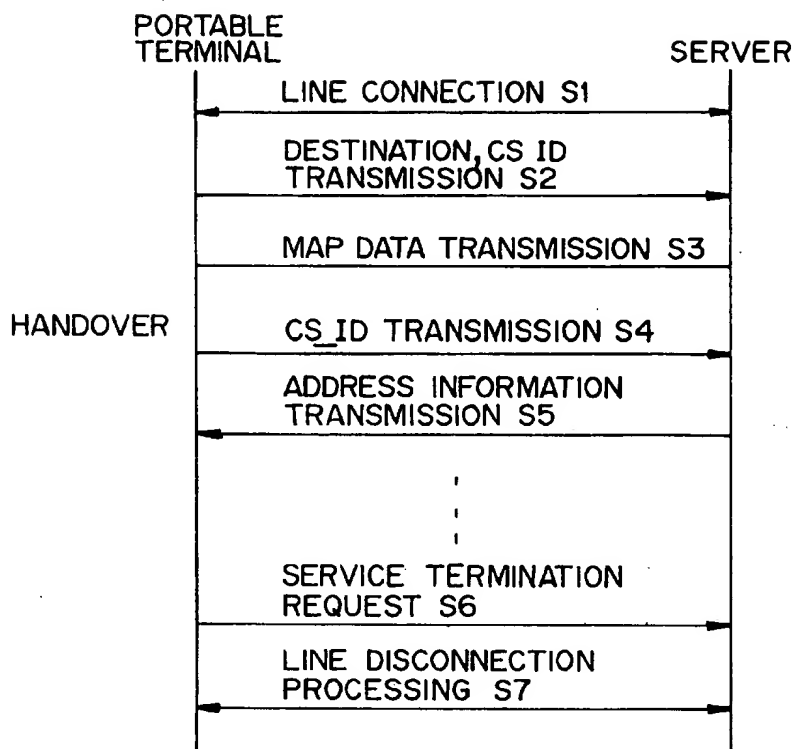 PORTABLE
TERMINAL
SERVER
LINE CONNECTION S1
DESTINATION, CS ID
TRANSMISSION S2
MAP DATA TRANSMISSION S3
HANDOVER
CS_ID TRANSMISSION S4
ADDRESS INFORMATION
TRANSMISSION S5
SERVICE TERMINATION
REQUEST S6
LINE DISCONNECTION
PROCESSING S7